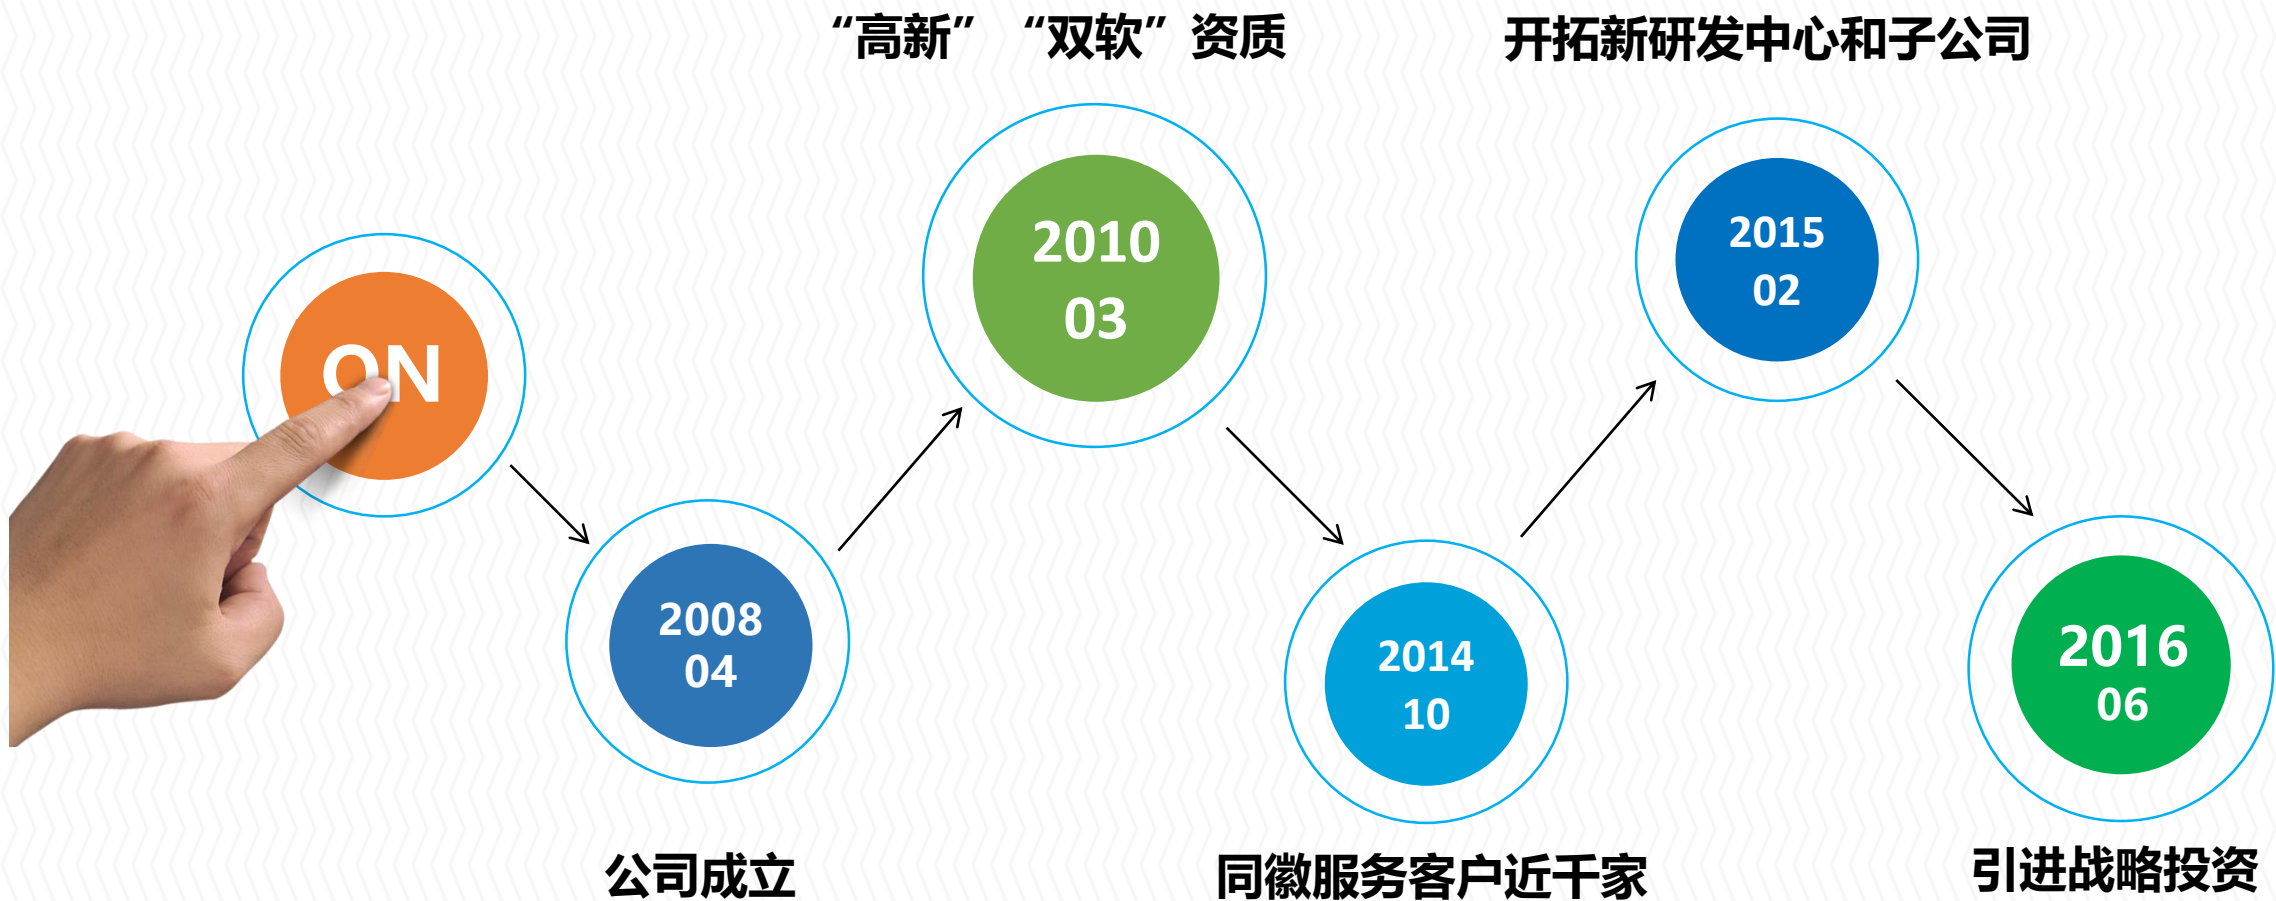 “高新” “双软”资质
开拓新研发中心和子公司
ON
2008
04
公司成立
2010
03
2014
10
同徽服务客户近千家
2015
02
2016
06
引进战略投资